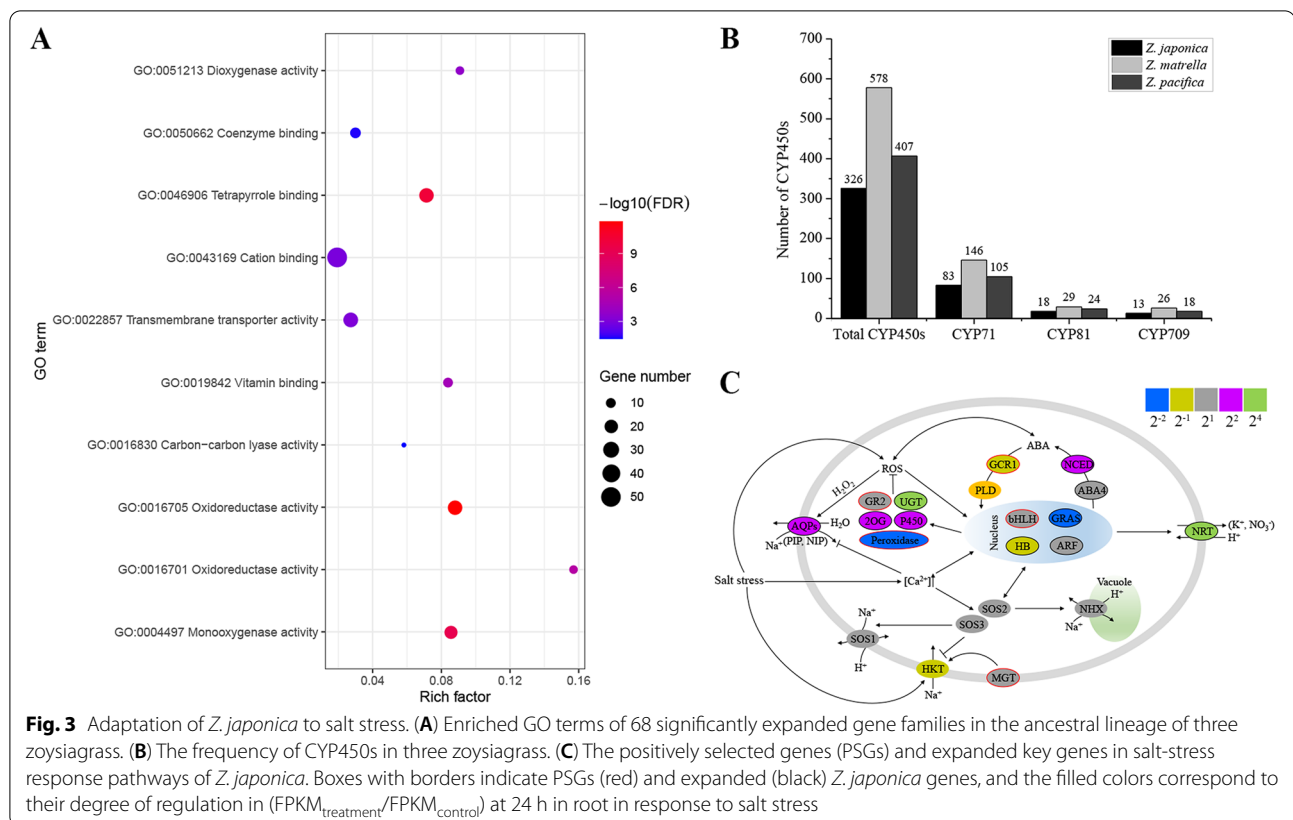 A
GO term
GO:0051213 Dioxygenase activity
GO:0050662 Coenzyme binding
GO:0046906 Tetrapyrrole binding
GO:0043169 Cation binding
GO:0022857 Transmembrane transporter activity
GO:0019842 Vitamin binding
GO:0016830 Carbon−carbon lyase activity
GO:0016705 Oxidoreductase activity
GO:0016701 Oxidoreductase activity
GO:0004497 Monooxygenase activity
0.04 0.08 0.12 0.16
Rich factor
−log10(FDR)
9
6
3
Gene number
10
20
30
40
50
B
Number of CYP450s
700
600
500
400
300
200
100
0
Z. japonica
Z. matrella
Z. pacifica
326 578 407
83 146 105
18 29 24
13 26 18
Total CYP450s CYP71 CYP81 CYP709
C
2⁻² 2⁻¹ 2¹ 2² 2⁴
ABA
ROS
GCR1
NCED
PLD
ABA4
H₂O₂
GR2
UGT
2OG
P450
Peroxidase
AQPs
H₂O
Na⁺
(PIP, NIP)
Nucleus
bHLH
GRAS
HB
ARF
NRT
(K⁺, NO₃⁻)
H⁺
Salt stress
[Ca²⁺]
SOS2
SOS3
SOS1
Na⁺
H⁺
Vacuole
H⁺
NHX
Na⁺
HKT
Na⁺
MGT
Fig. 3 Adaptation of Z. japonica to salt stress. (A) Enriched GO terms of 68 significantly expanded gene families in the ancestral lineage of three
zoysiagrass. (B) The frequency of CYP450s in three zoysiagrass. (C) The positively selected genes (PSGs) and expanded key genes in salt-stress
response pathways of Z. japonica. Boxes with borders indicate PSGs (red) and expanded (black) Z. japonica genes, and the filled colors correspond to
their degree of regulation in (FPKMtreatment/FPKMcontrol) at 24 h in root in response to salt stress